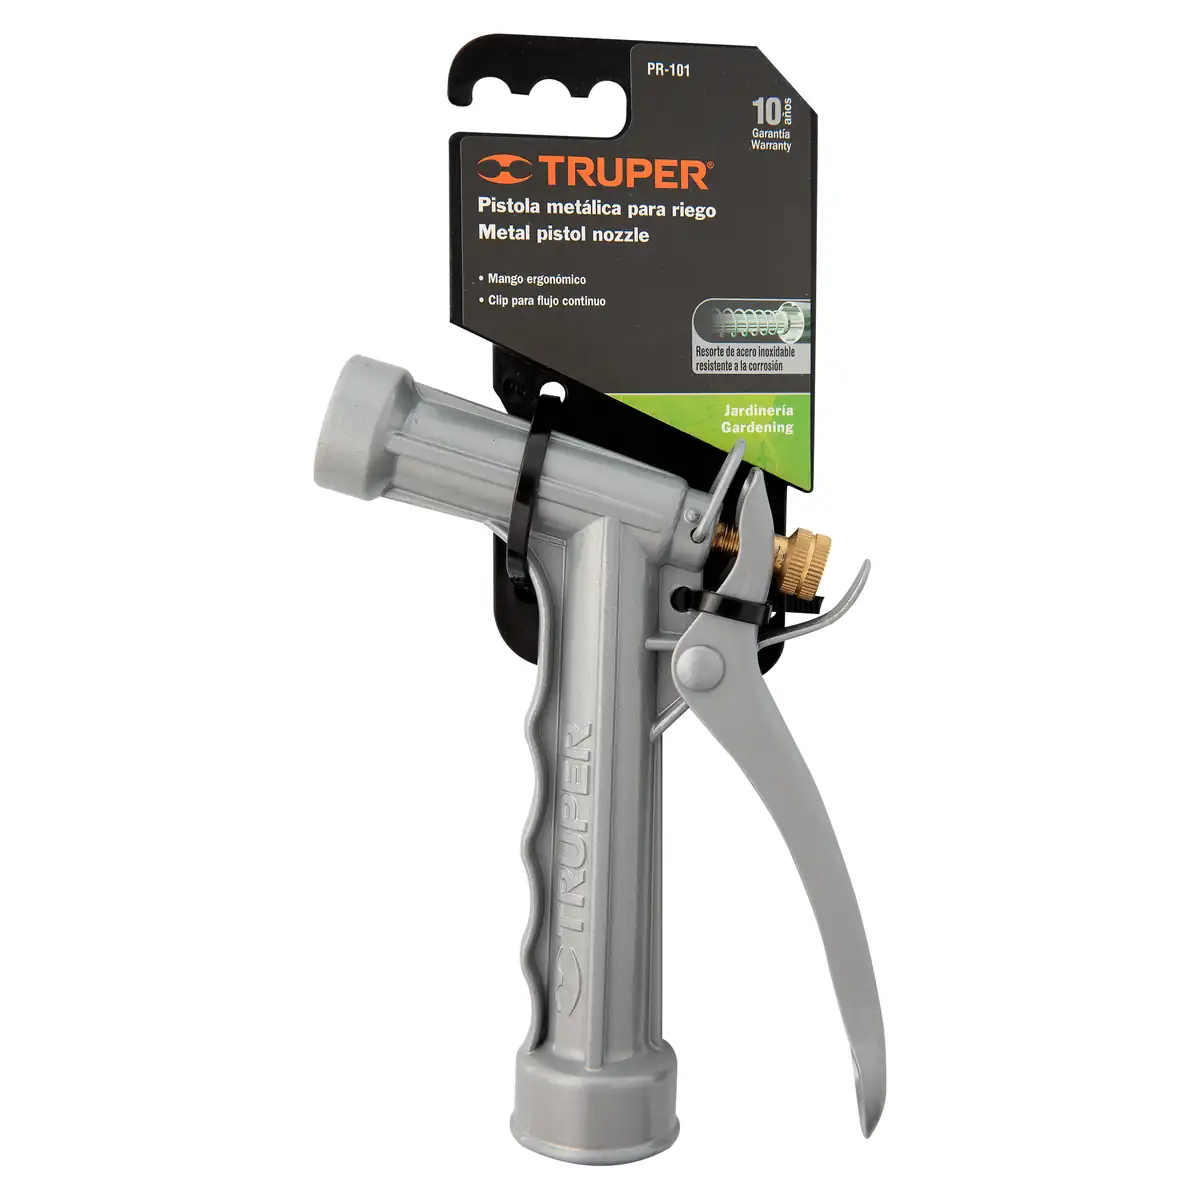 PR-101
10 años
Garantía
Warranty
TRUPER®
Pistola metálica para riego
Metal pistol nozzle
• Mango ergonómico
• Clip para flujo continuo
Resorte de acero inoxidable
resistente a la corrosión
Jardinería
Gardening
TRUPER